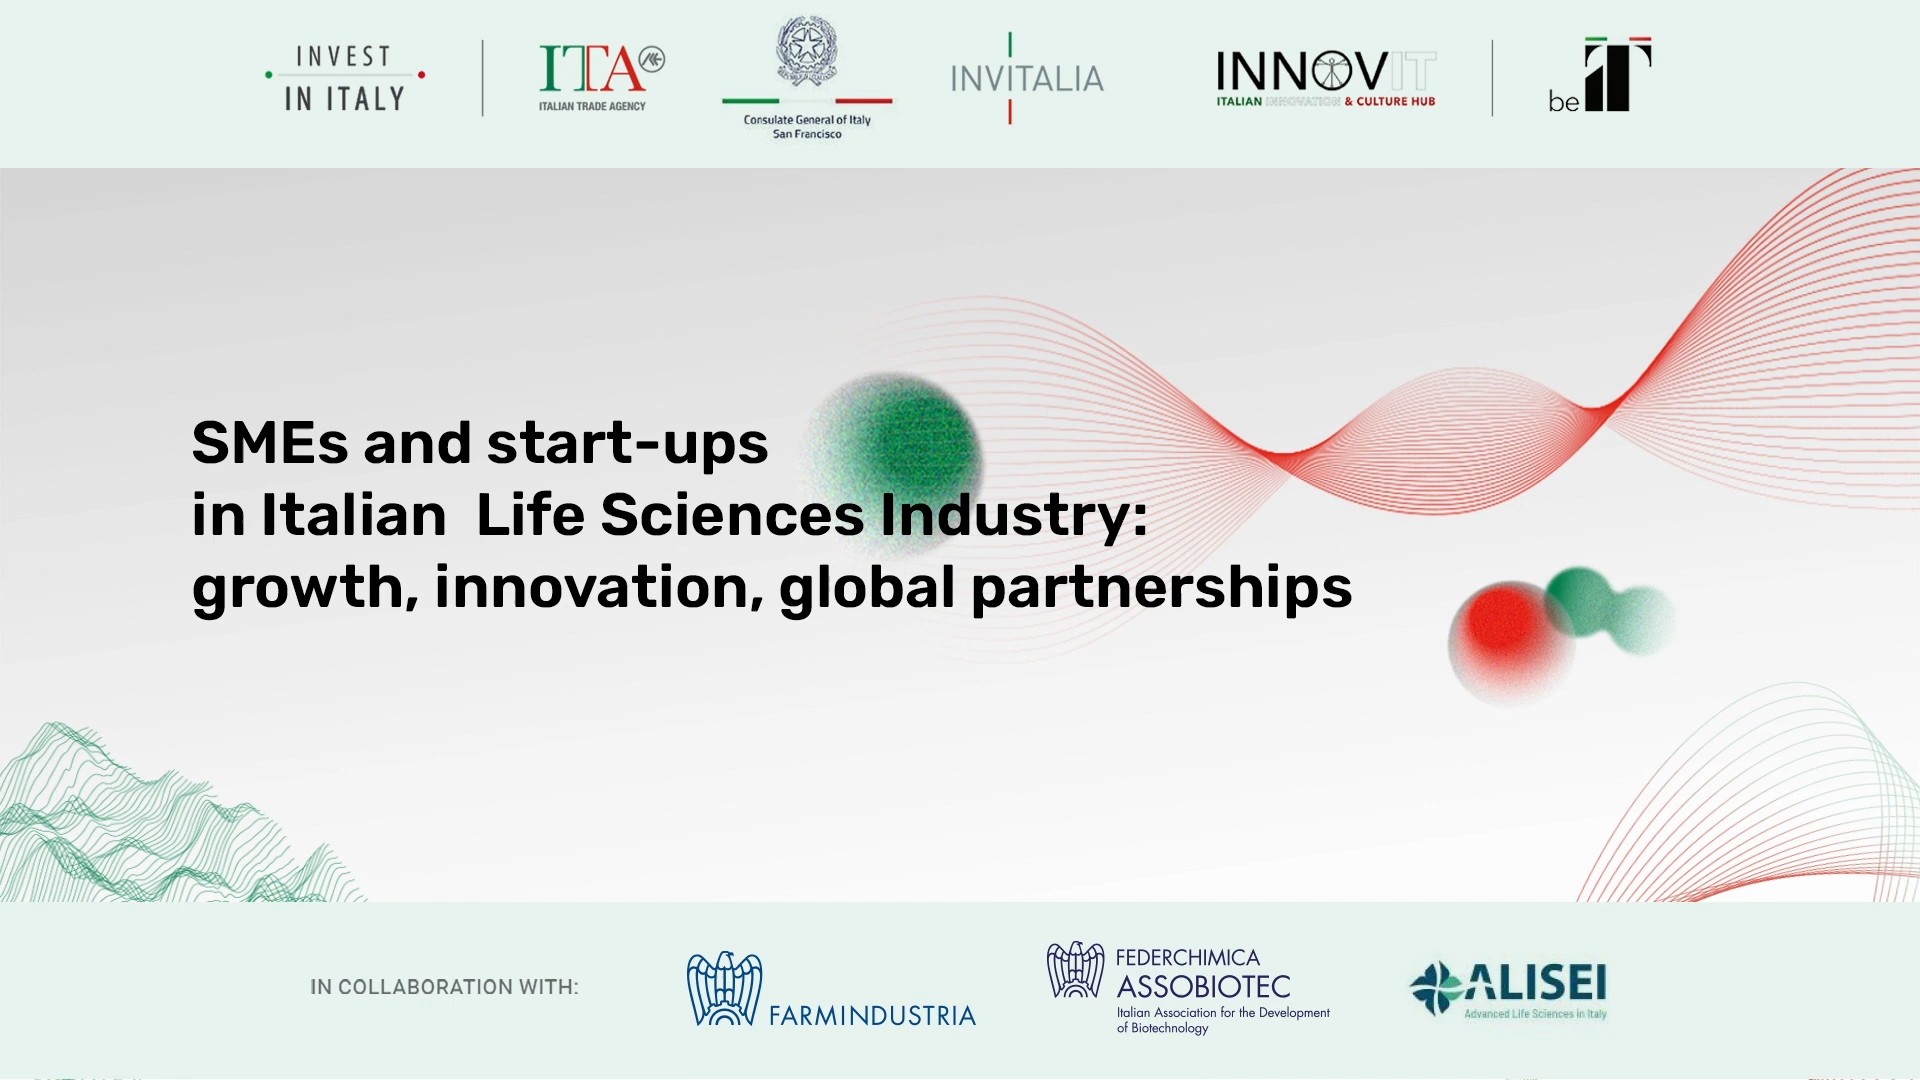 INVEST
IN ITALY
ITA
ITALIAN TRADE AGENCY
Consulate General of Italy
San Francisco
INVITALIA
INNOVIT
ITALIAN INNOVATION & CULTURE HUB
be IT
SMEs and start-ups
in Italian  Life Sciences Industry:
growth, innovation, global partnerships
IN COLLABORATION WITH:
FARMINDUSTRIA
FEDERCHIMICA
ASSOBIOTEC
Italian Association for the Development
of Biotechnology
ALISEI
Advanced Life Sciences in Italy